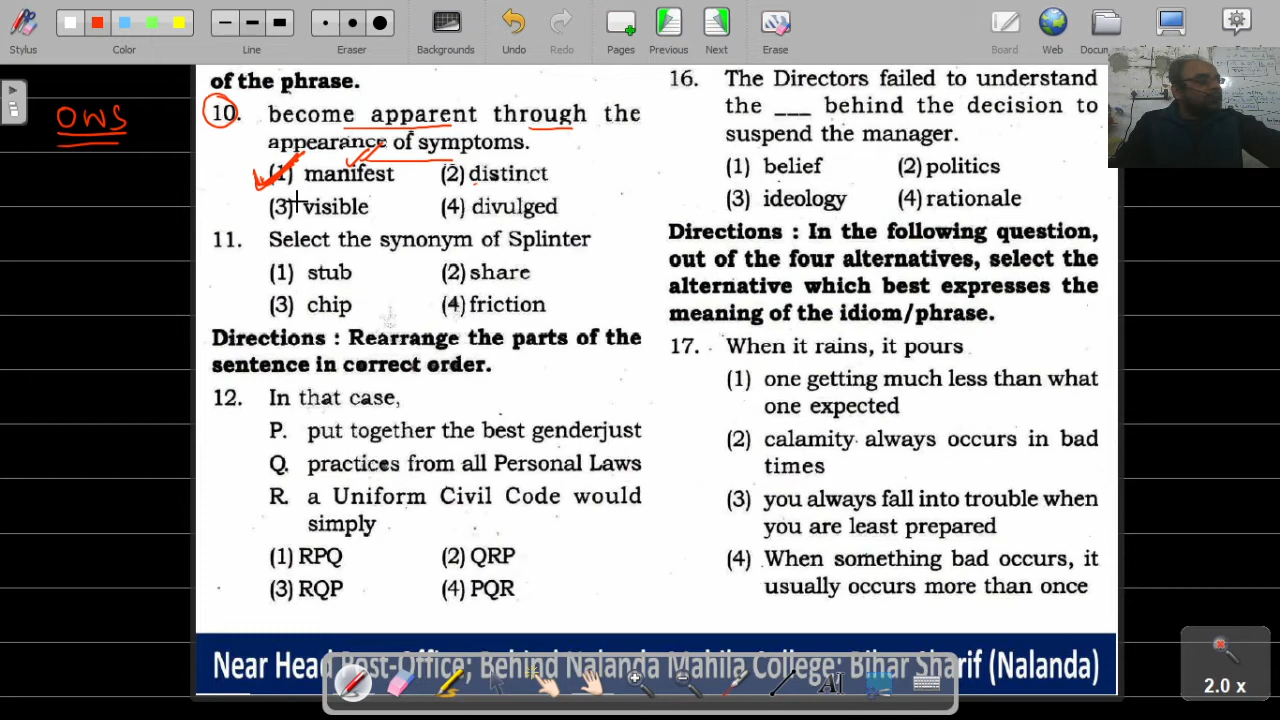 Stylus
Color
Line
Eraser
Backgrounds
Undo
Redo
Pages
Previous
Next
Erase
Board
Web
Docum
OWS
of the phrase.
10. become apparent through the
appearance of symptoms.
(1) manifest (2) distinct
(3) visible (4) divulged
11. Select the synonym of Splinter
(1) stub (2) share
(3) chip (4) friction
Directions : Rearrange the parts of the
sentence in correct order.
12. In that case,
P. put together the best genderjust
Q. practices from all Personal Laws
R. a Uniform Civil Code would
simply
(1) RPQ (2) QRP
(3) RQP (4) PQR
16. The Directors failed to understand
the ___ behind the decision to
suspend the manager.
(1) belief (2) politics
(3) ideology (4) rationale
Directions : In the following question,
out of the four alternatives, select the
alternative which best expresses the
meaning of the idiom/phrase.
17. When it rains, it pours
(1) one getting much less than what
one expected
(2) calamity always occurs in bad
times
(3) you always fall into trouble when
you are least prepared
(4) When something bad occurs, it
usually occurs more than once
Near Head Post-Office; Behind Nalanda Mahila College; Bihar Sharif (Nalanda)
AI
2.0 x